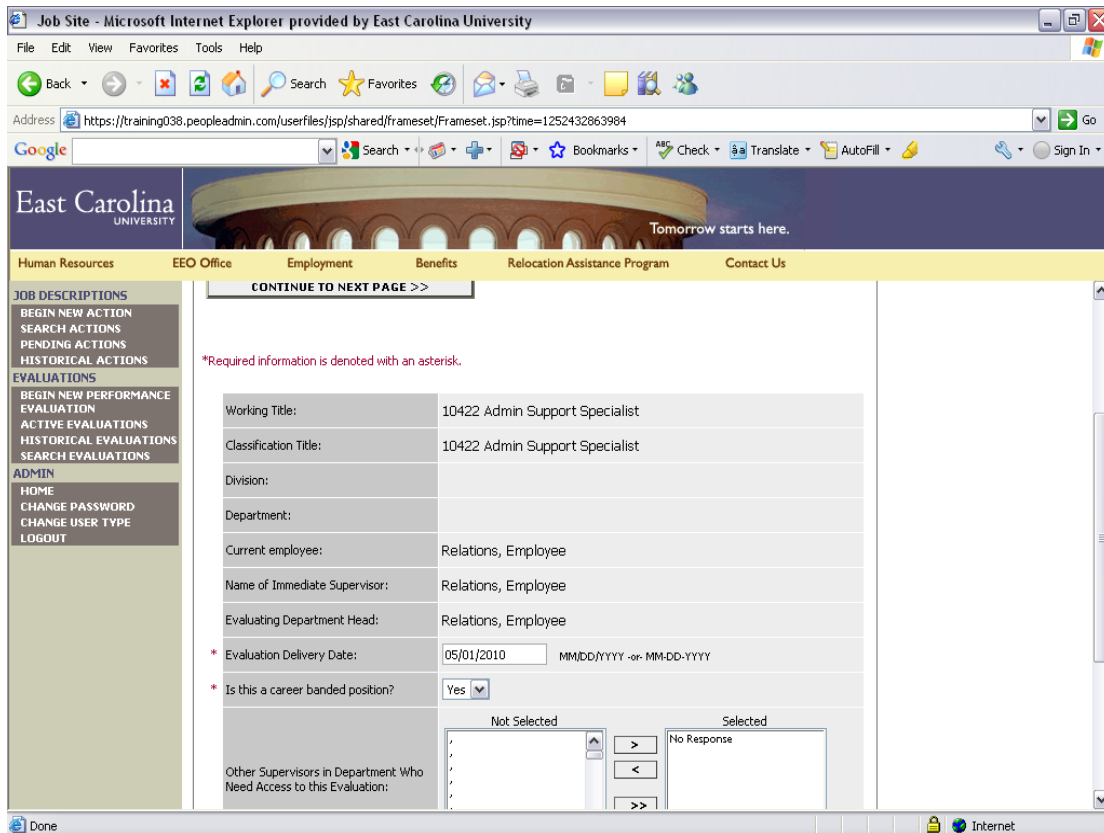 Job Site - Microsoft Internet Explorer provided by East Carolina University
File Edit View Favorites Tools Help
Back Search Favorites
Address https://training038.peopleadmin.com/userfiles/jsp/shared/frameset/Frameset.jsp?time=1252432863984 Go
Google Search Bookmarks ABC Check Translate AutoFill Sign In
East Carolina
UNIVERSITY
Tomorrow starts here.
Human Resources EEO Office Employment Benefits Relocation Assistance Program Contact Us
JOB DESCRIPTIONS
BEGIN NEW ACTION
SEARCH ACTIONS
PENDING ACTIONS
HISTORICAL ACTIONS
EVALUATIONS
BEGIN NEW PERFORMANCE
EVALUATION
ACTIVE EVALUATIONS
HISTORICAL EVALUATIONS
SEARCH EVALUATIONS
ADMIN
HOME
CHANGE PASSWORD
CHANGE USER TYPE
LOGOUT
CONTINUE TO NEXT PAGE >>
*Required information is denoted with an asterisk.
Working Title: 10422 Admin Support Specialist
Classification Title: 10422 Admin Support Specialist
Division:
Department:
Current employee: Relations, Employee
Name of Immediate Supervisor: Relations, Employee
Evaluating Department Head: Relations, Employee
* Evaluation Delivery Date: 05/01/2010 MM/DD/YYYY -or- MM-DD-YYYY
* Is this a career banded position? Yes
Not Selected Selected
, > No Response
,
, <
,
, >>
Other Supervisors in Department Who
Need Access to this Evaluation:
Done Internet